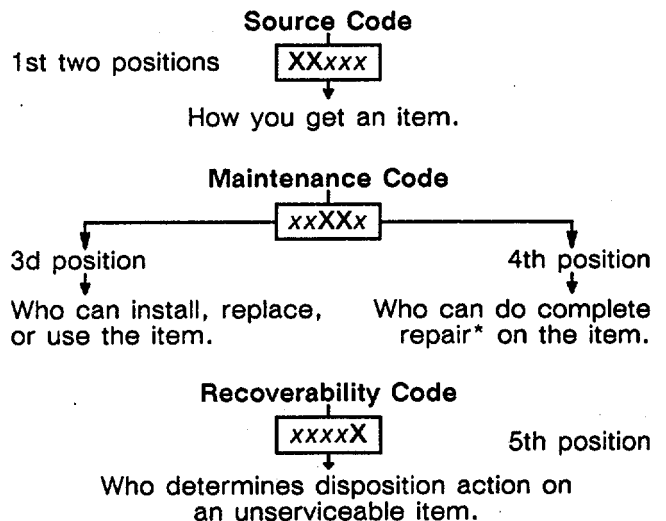 Source Code
1st two positions
XXxxx
How you get an item.
Maintenance Code
xxXXx
3d position
4th position
Who can install, replace,
or use the item.
Who can do complete
repair* on the item.
Recoverability Code
xxxxX
5th position
Who determines disposition action on
an unserviceable item.